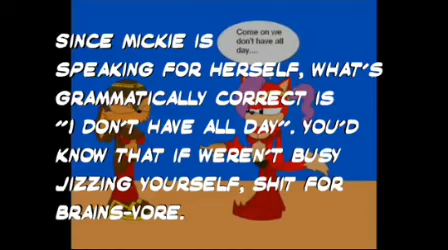 Come on we
don't have all
day....
SINCE MICKIE IS
SPEAKING FOR HERSELF, WHAT'S
GRAMMATICALLY CORRECT IS
"I DON'T HAVE ALL DAY". YOU'D
KNOW THAT IF WEREN'T BUSY
JIZZING YOURSELF, SHIT FOR
BRAINS-VORE.